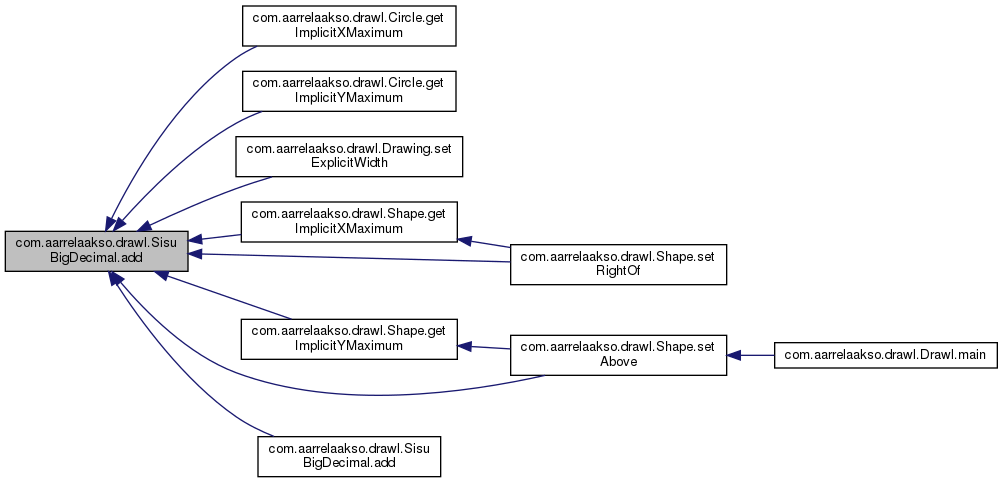 com.aarrelaakso.drawl.Circle.get
ImplicitXMaximum
com.aarrelaakso.drawl.Circle.get
ImplicitYMaximum
com.aarrelaakso.drawl.Drawing.set
ExplicitWidth
com.aarrelaakso.drawl.Shape.get
ImplicitXMaximum
com.aarrelaakso.drawl.Sisu
BigDecimal.add
com.aarrelaakso.drawl.Shape.set
RightOf
com.aarrelaakso.drawl.Shape.get
ImplicitYMaximum
com.aarrelaakso.drawl.Shape.set
Above
com.aarrelaakso.drawl.Drawl.main
com.aarrelaakso.drawl.Sisu
BigDecimal.add